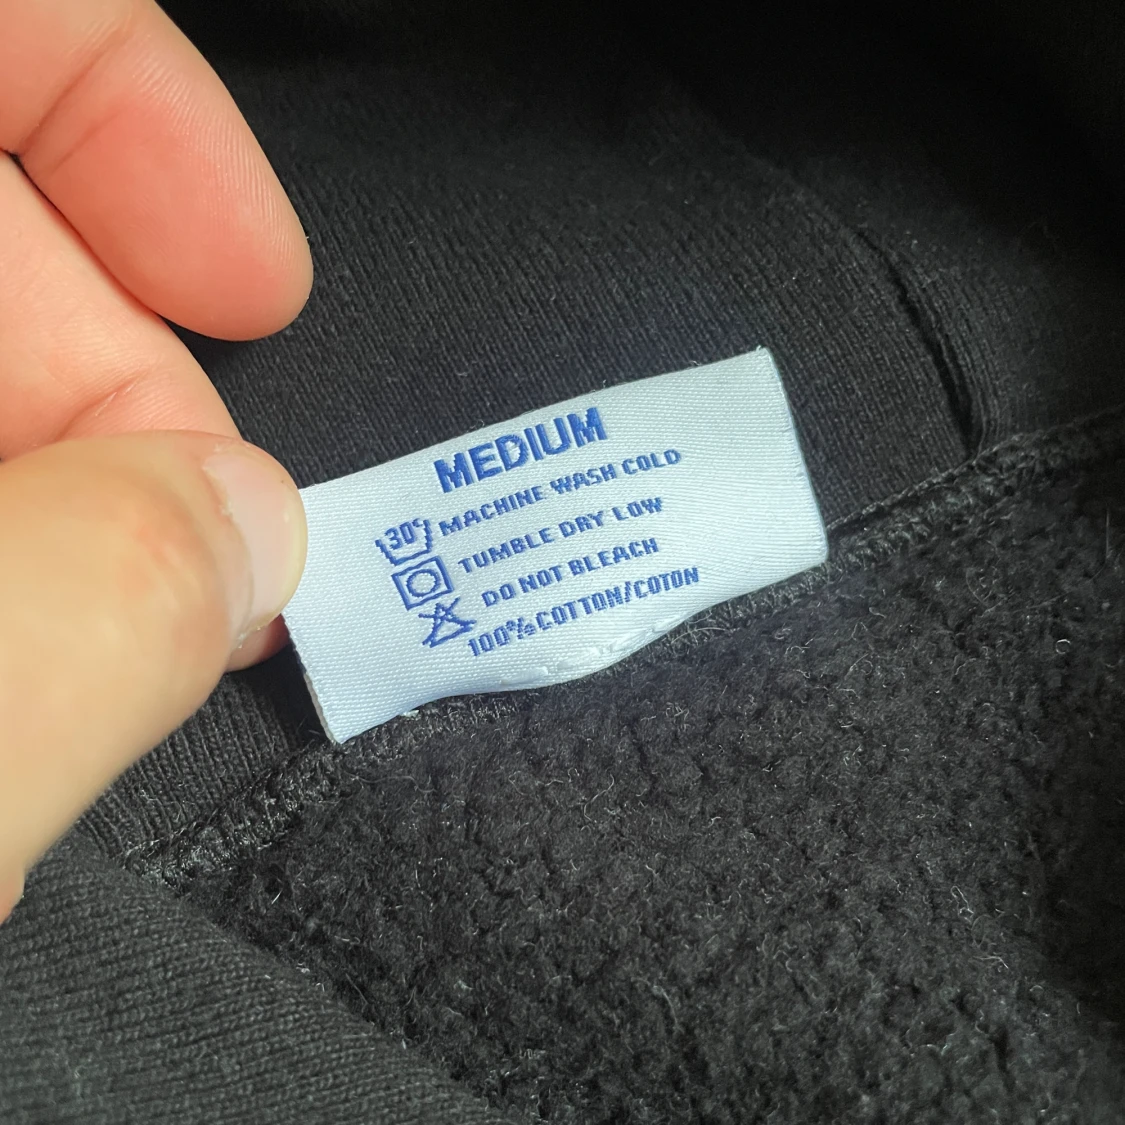 MEDIUM
MACHINE WASH COLD
30°
TUMBLE DRY LOW
DO NOT BLEACH
100% COTTON/COTON